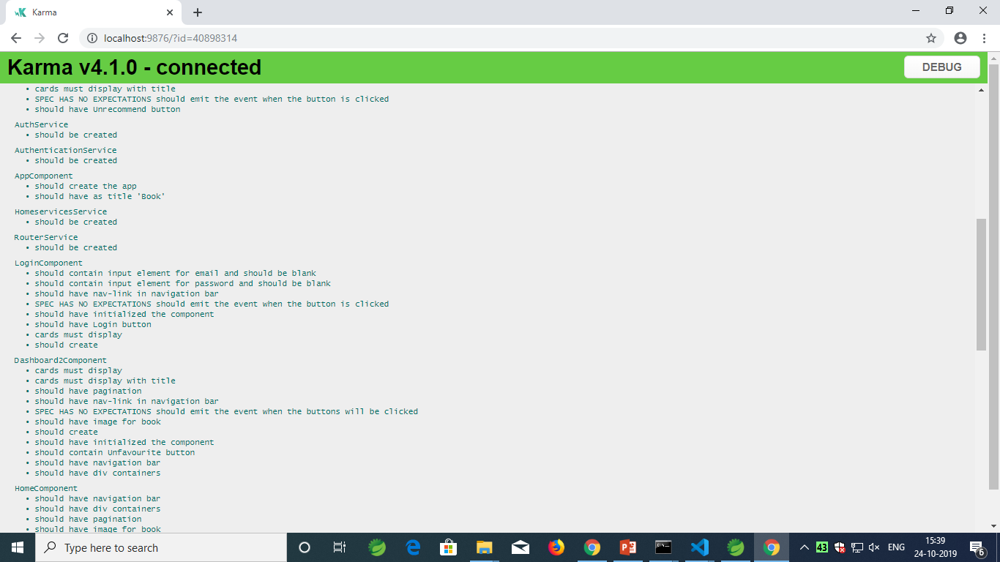 Karma
localhost:9876/?id=40898314
Karma v4.1.0 - connected
DEBUG
• cards must display with title
• SPEC HAS NO EXPECTATIONS should emit the event when the button is clicked
• should have Unrecommend button
AuthService
• should be created
AuthenticationService
• should be created
AppComponent
• should create the app
• should have as title 'Book'
HomeservicesService
• should be created
RouterService
• should be created
LoginComponent
• should contain input element for email and should be blank
• should contain input element for password and should be blank
• should have nav-link in navigation bar
• SPEC HAS NO EXPECTATIONS should emit the event when the button is clicked
• should have initialized the component
• should have Login button
• cards must display
• should create
Dashboard2Component
• cards must display
• cards must display with title
• should have pagination
• should have nav-link in navigation bar
• SPEC HAS NO EXPECTATIONS should emit the event when the buttons will be clicked
• should have image for book
• should create
• should have initialized the component
• should contain Unfavourite button
• should have navigation bar
• should have div containers
HomeComponent
• should have navigation bar
• should have div containers
• should have pagination
• should have image for book
Type here to search
43
ENG
15:39
24-10-2019
6